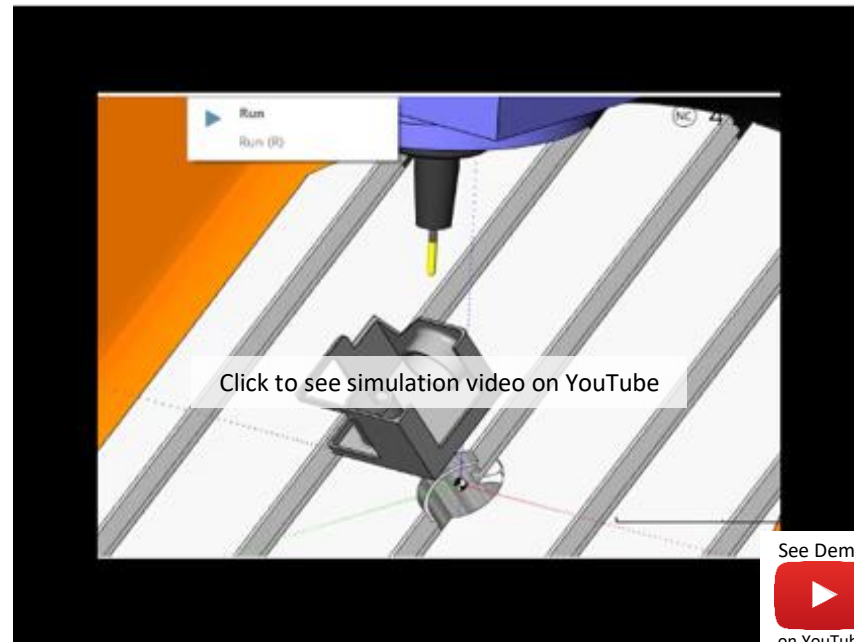 Run
Run (R)
NC
Click to see simulation video on YouTube
See Dem
on YouTub